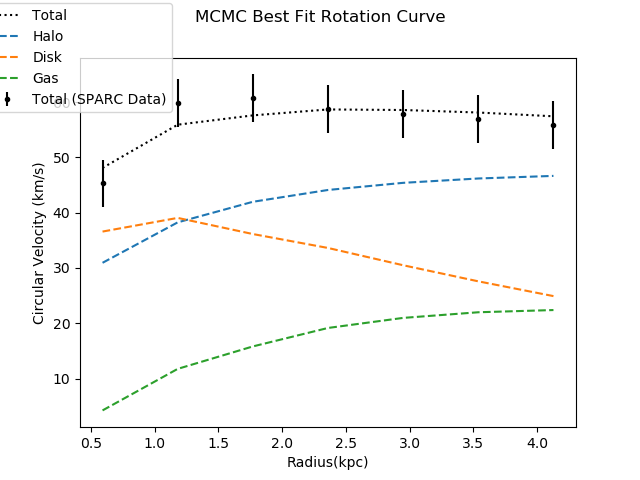 MCMC Best Fit Rotation Curve
Total
Halo
Disk
Gas
Total (SPARC Data)
Circular Velocity (km/s)
60
50
40
30
20
10
0.5 1.0 1.5 2.0 2.5 3.0 3.5 4.0
Radius(kpc)